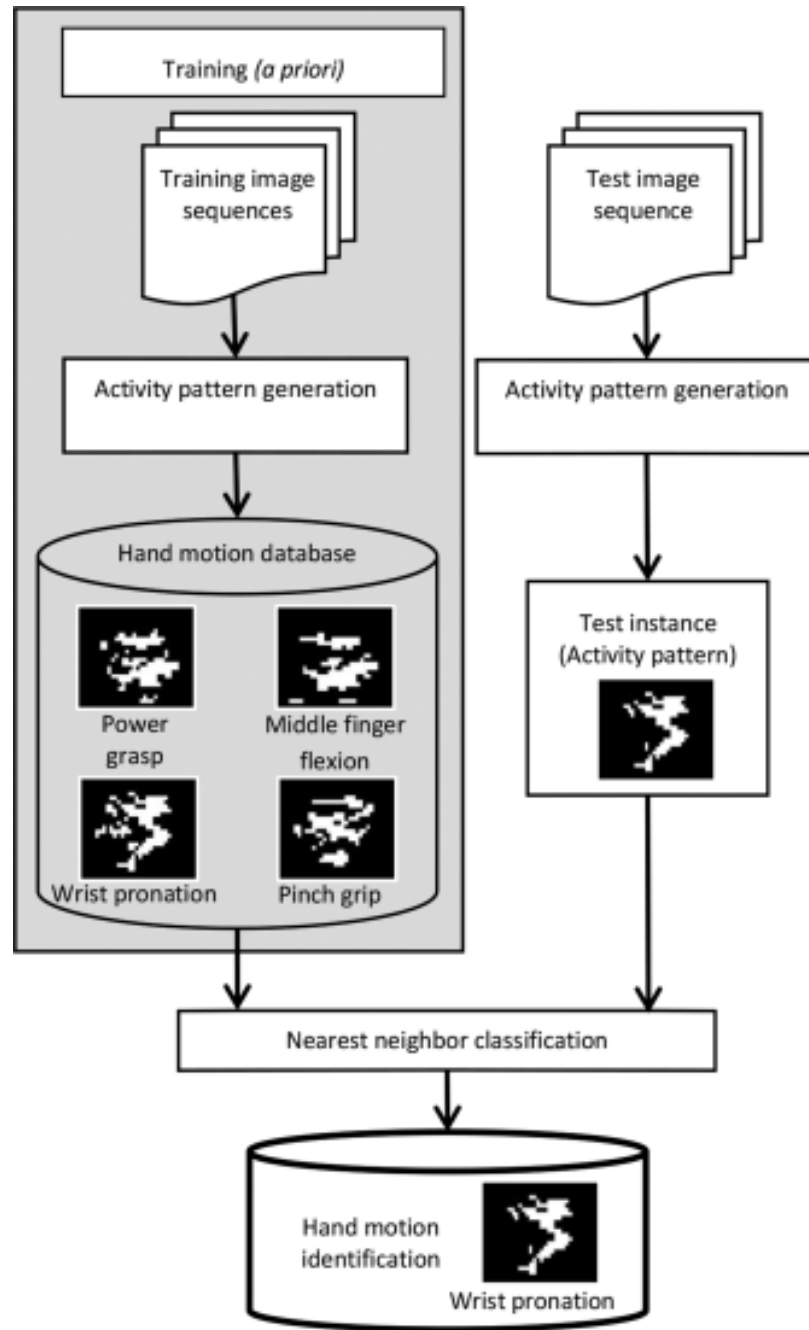 Training (a priori)
Training image
sequences
Activity pattern generation
Hand motion database
Power
grasp
Middle finger
flexion
Wrist pronation
Pinch grip
Test image
sequence
Activity pattern generation
Test instance
(Activity pattern)
Nearest neighbor classification
Hand motion
identification
Wrist pronation